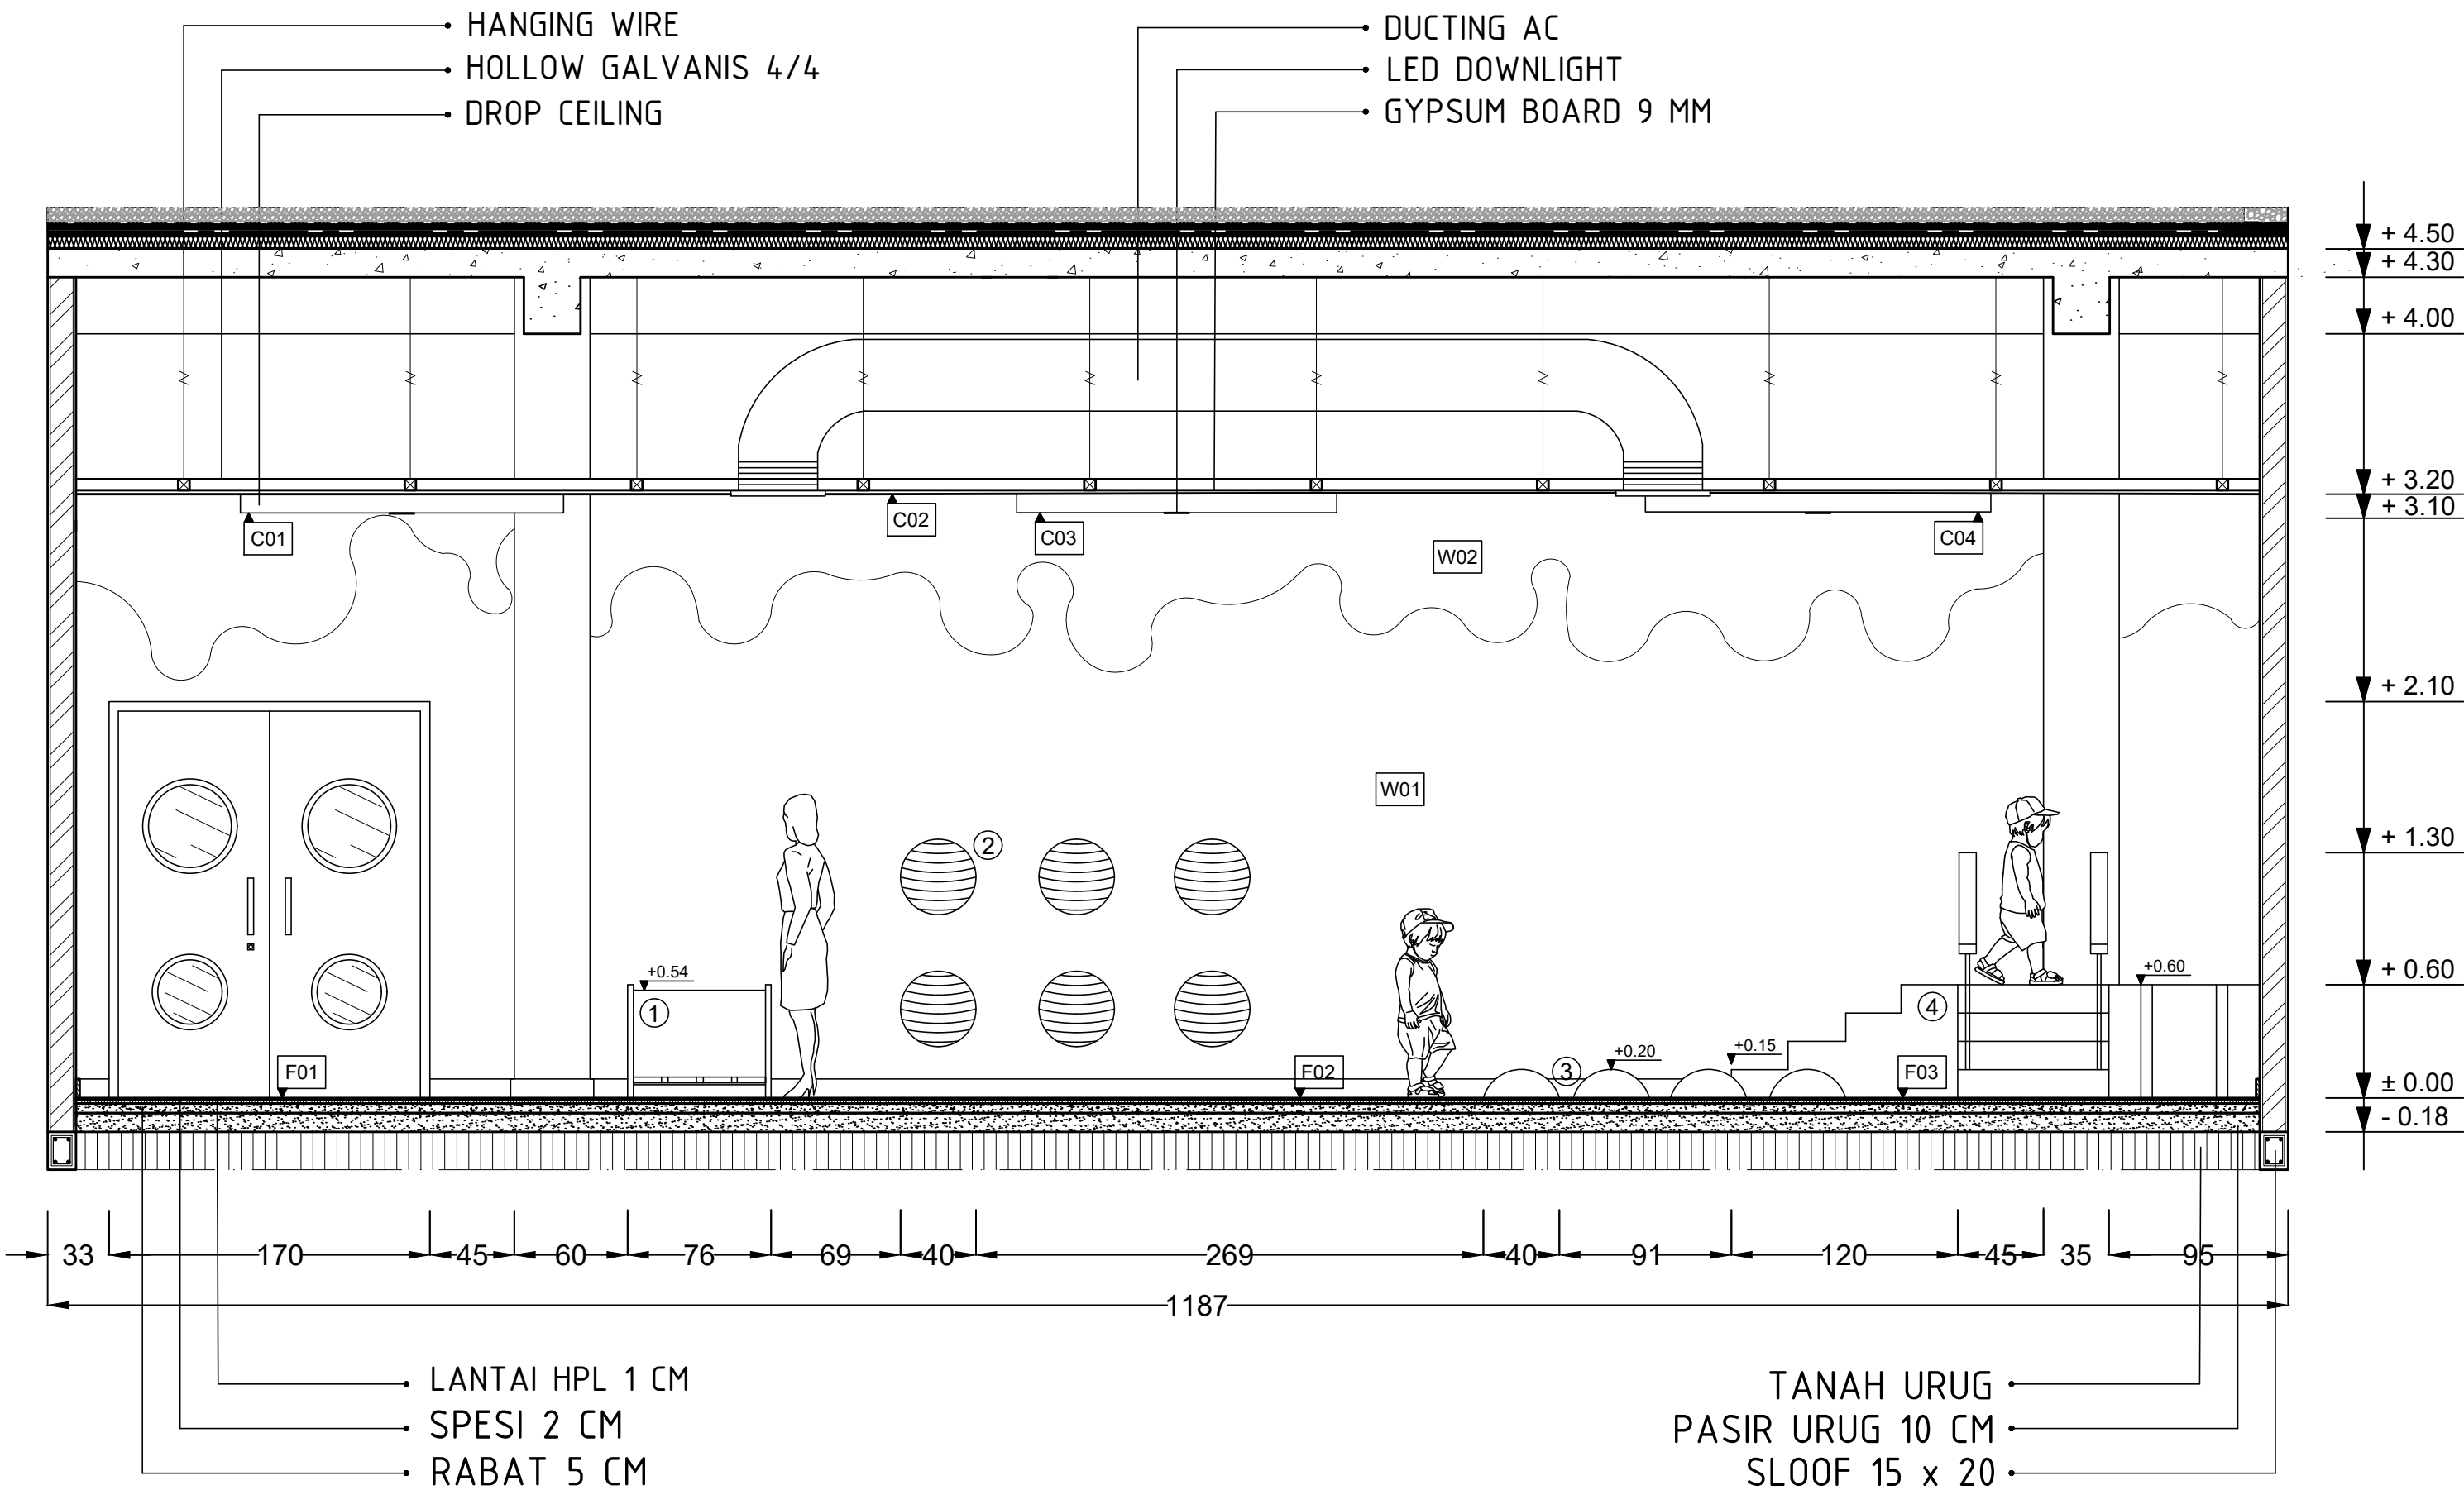 HANGING WIRE
HOLLOW GALVANIS 4/4
DROP CEILING
DUCTING AC
LED DOWNLIGHT
GYPSUM BOARD 9 MM
+ 4.50
+ 4.30
+ 4.00
+ 3.20
+ 3.10
+ 2.10
+ 1.30
+ 0.60
± 0.00
- 0.18
C01
C02
C03
C04
W02
W01
2
+0.54
1
+0.60
4
F01
F02
3
+0.20
+0.15
F03
33 170 45 60 76 69 40 269 40 91 120 45 35 95
1187
LANTAI HPL 1 CM
SPESI 2 CM
RABAT 5 CM
TANAH URUG
PASIR URUG 10 CM
SLOOF 15 x 20